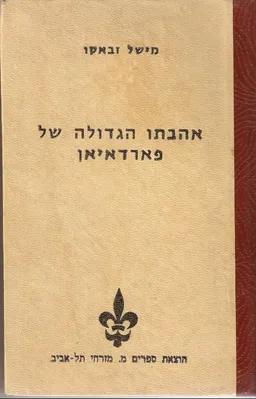 מישל זבאקו
אהבתו הגדולה של
פארדאיאן
הוצאת ספרים מ. מזרחי תל-אביב